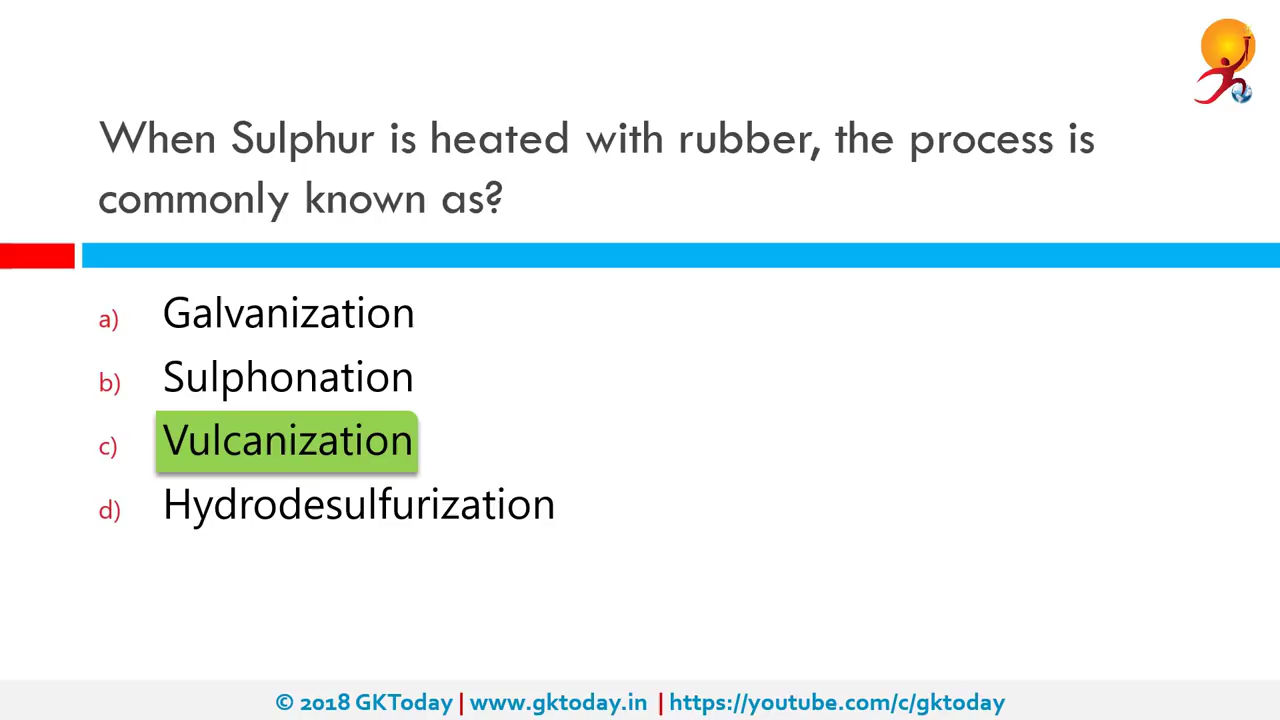 When Sulphur is heated with rubber, the process is
commonly known as?
a) Galvanization
b) Sulphonation
c) Vulcanization
d) Hydrodesulfurization
© 2018 GKToday | www.gktoday.in | https://youtube.com/c/gktoday